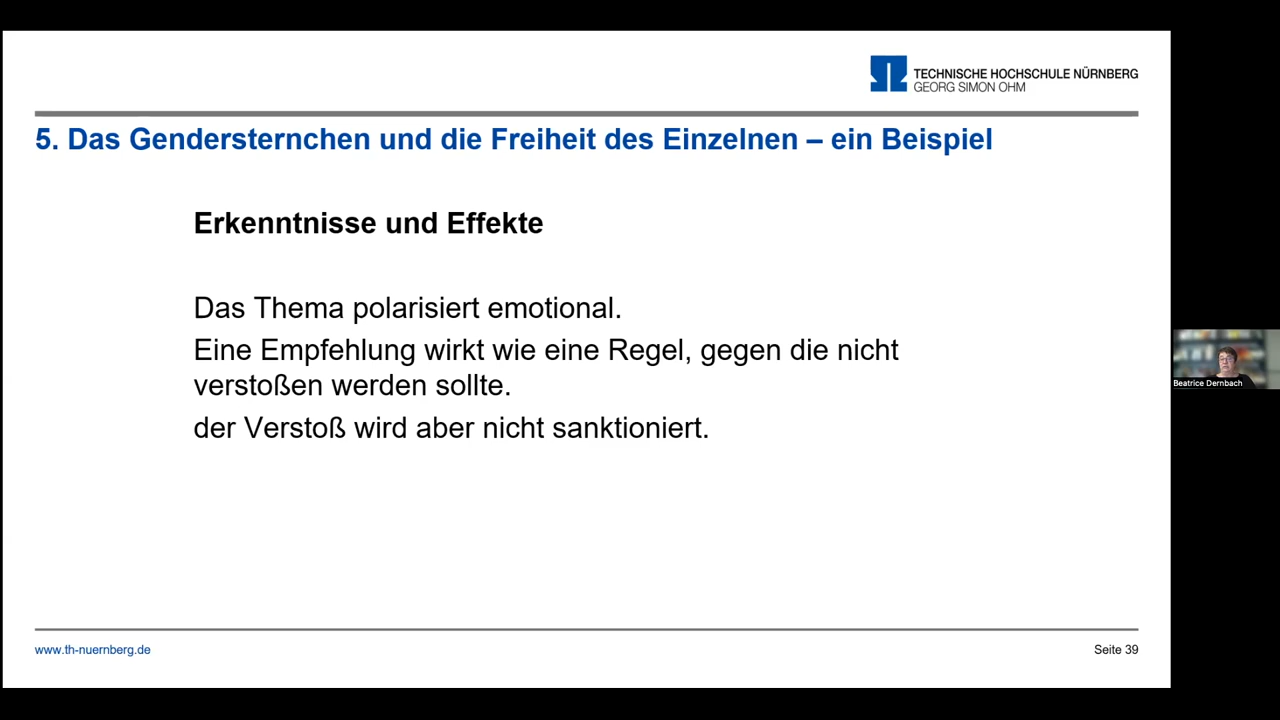 TECHNISCHE HOCHSCHULE NÜRNBERG
GEORG SIMON OHM
5. Das Gendersternchen und die Freiheit des Einzelnen – ein Beispiel
Erkenntnisse und Effekte
Das Thema polarisiert emotional.
Eine Empfehlung wirkt wie eine Regel, gegen die nicht
verstoßen werden sollte.
der Verstoß wird aber nicht sanktioniert.
Beatrice Dernbach
www.th-nuernberg.de
Seite 39